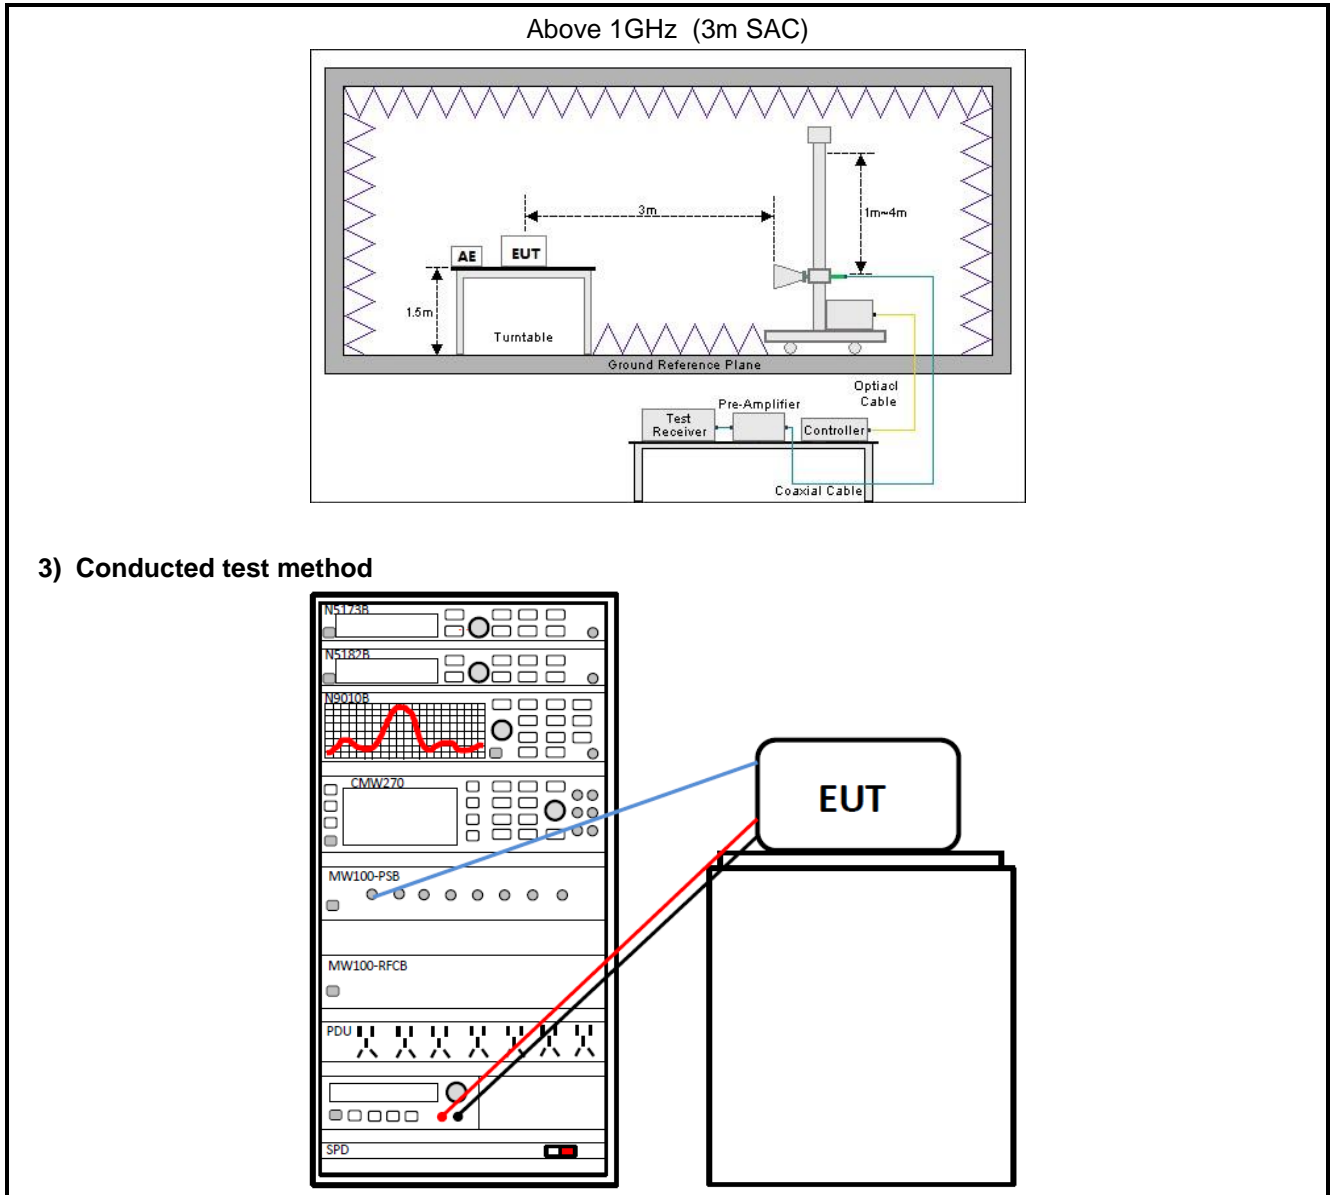 Above 1GHz (3m SAC)
3m
1m~4m
AE
EUT
1.5m
Turntable
Ground Reference Plane
Optiacl
Cable
Pre-Amplifier
Test
Receiver
Controller
Coaxial Cable
3) Conducted test method
N5173B
N5182B
N9010B
CMW270
EUT
MW100-PSB
MW100-RFCB
PDU
SPD